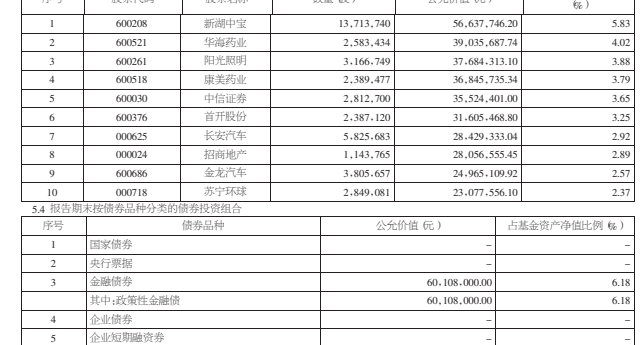 %)
1 600208 新湖中宝 13,713,740 56,637,746.20 5.83
2 600521 华海药业 2,583,434 39,035,687.74 4.02
3 600261 阳光照明 3,166,749 37,684,313.10 3.88
4 600518 康美药业 2,389,477 36,845,735.34 3.79
5 600030 中信证券 2,812,700 35,524,401.00 3.65
6 600376 首开股份 2,387,120 31,605,468.80 3.25
7 000625 长安汽车 5,825,683 28,429,333.04 2.92
8 000024 招商地产 1,143,765 28,056,555.45 2.89
9 600686 金龙汽车 3,805,657 24,965,109.92 2.57
10 000718 苏宁环球 2,849,081 23,077,556.10 2.37
5.4 报告期末按债券品种分类的债券投资组合
序号 债券品种 公允价值(元) 占基金资产净值比例(%)
1 国家债券 – –
2 央行票据 – –
3 金融债券 60,108,000.00 6.18
其中:政策性金融债 60,108,000.00 6.18
4 企业债券 – –
5 企业短期融资券 – –